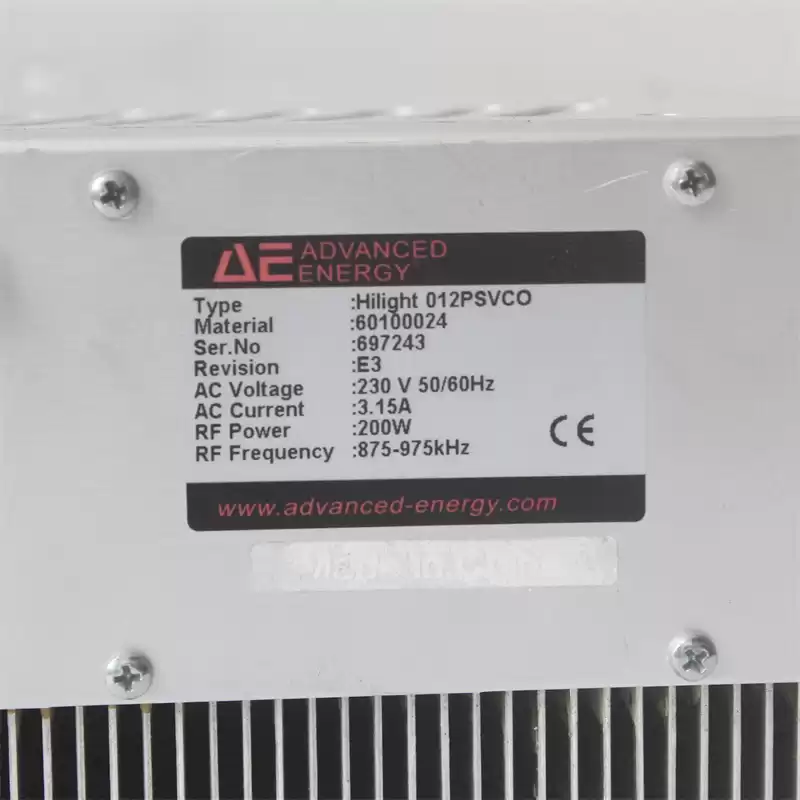 AE ADVANCED
ENERGY
Type :Hilight 012PSVCO
Material :60100024
Ser.No :697243
Revision :E3
AC Voltage :230 V 50/60Hz
AC Current :3.15A
RF Power :200W
RF Frequency :875-975kHz
CE
www.advanced-energy.com